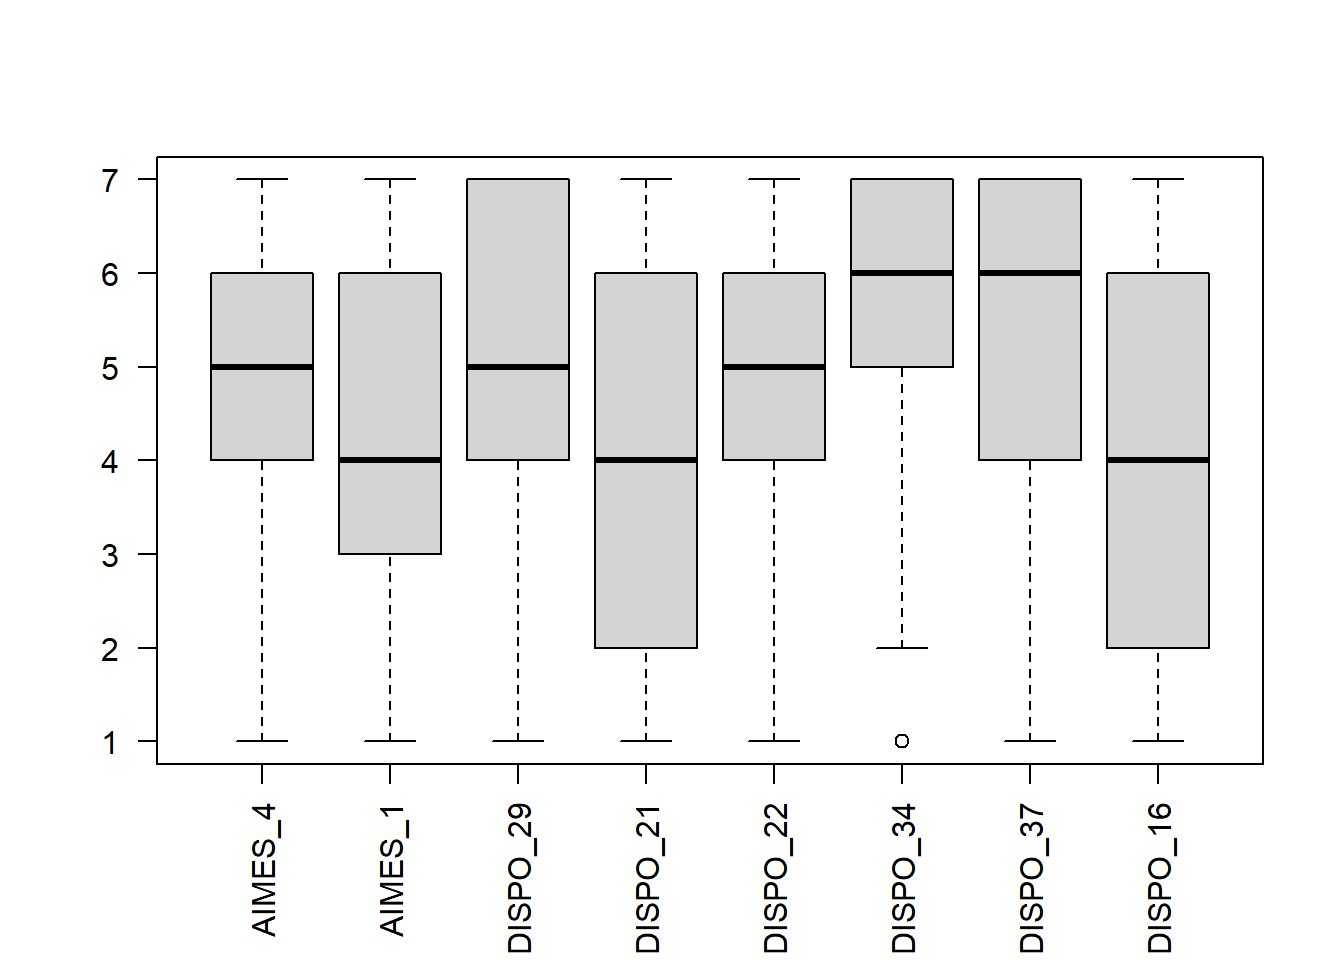 7
6
5
4
3
2
1
AIMES_4
AIMES_1
DISPO_29
DISPO_21
DISPO_22
DISPO_34
DISPO_37
DISPO_16